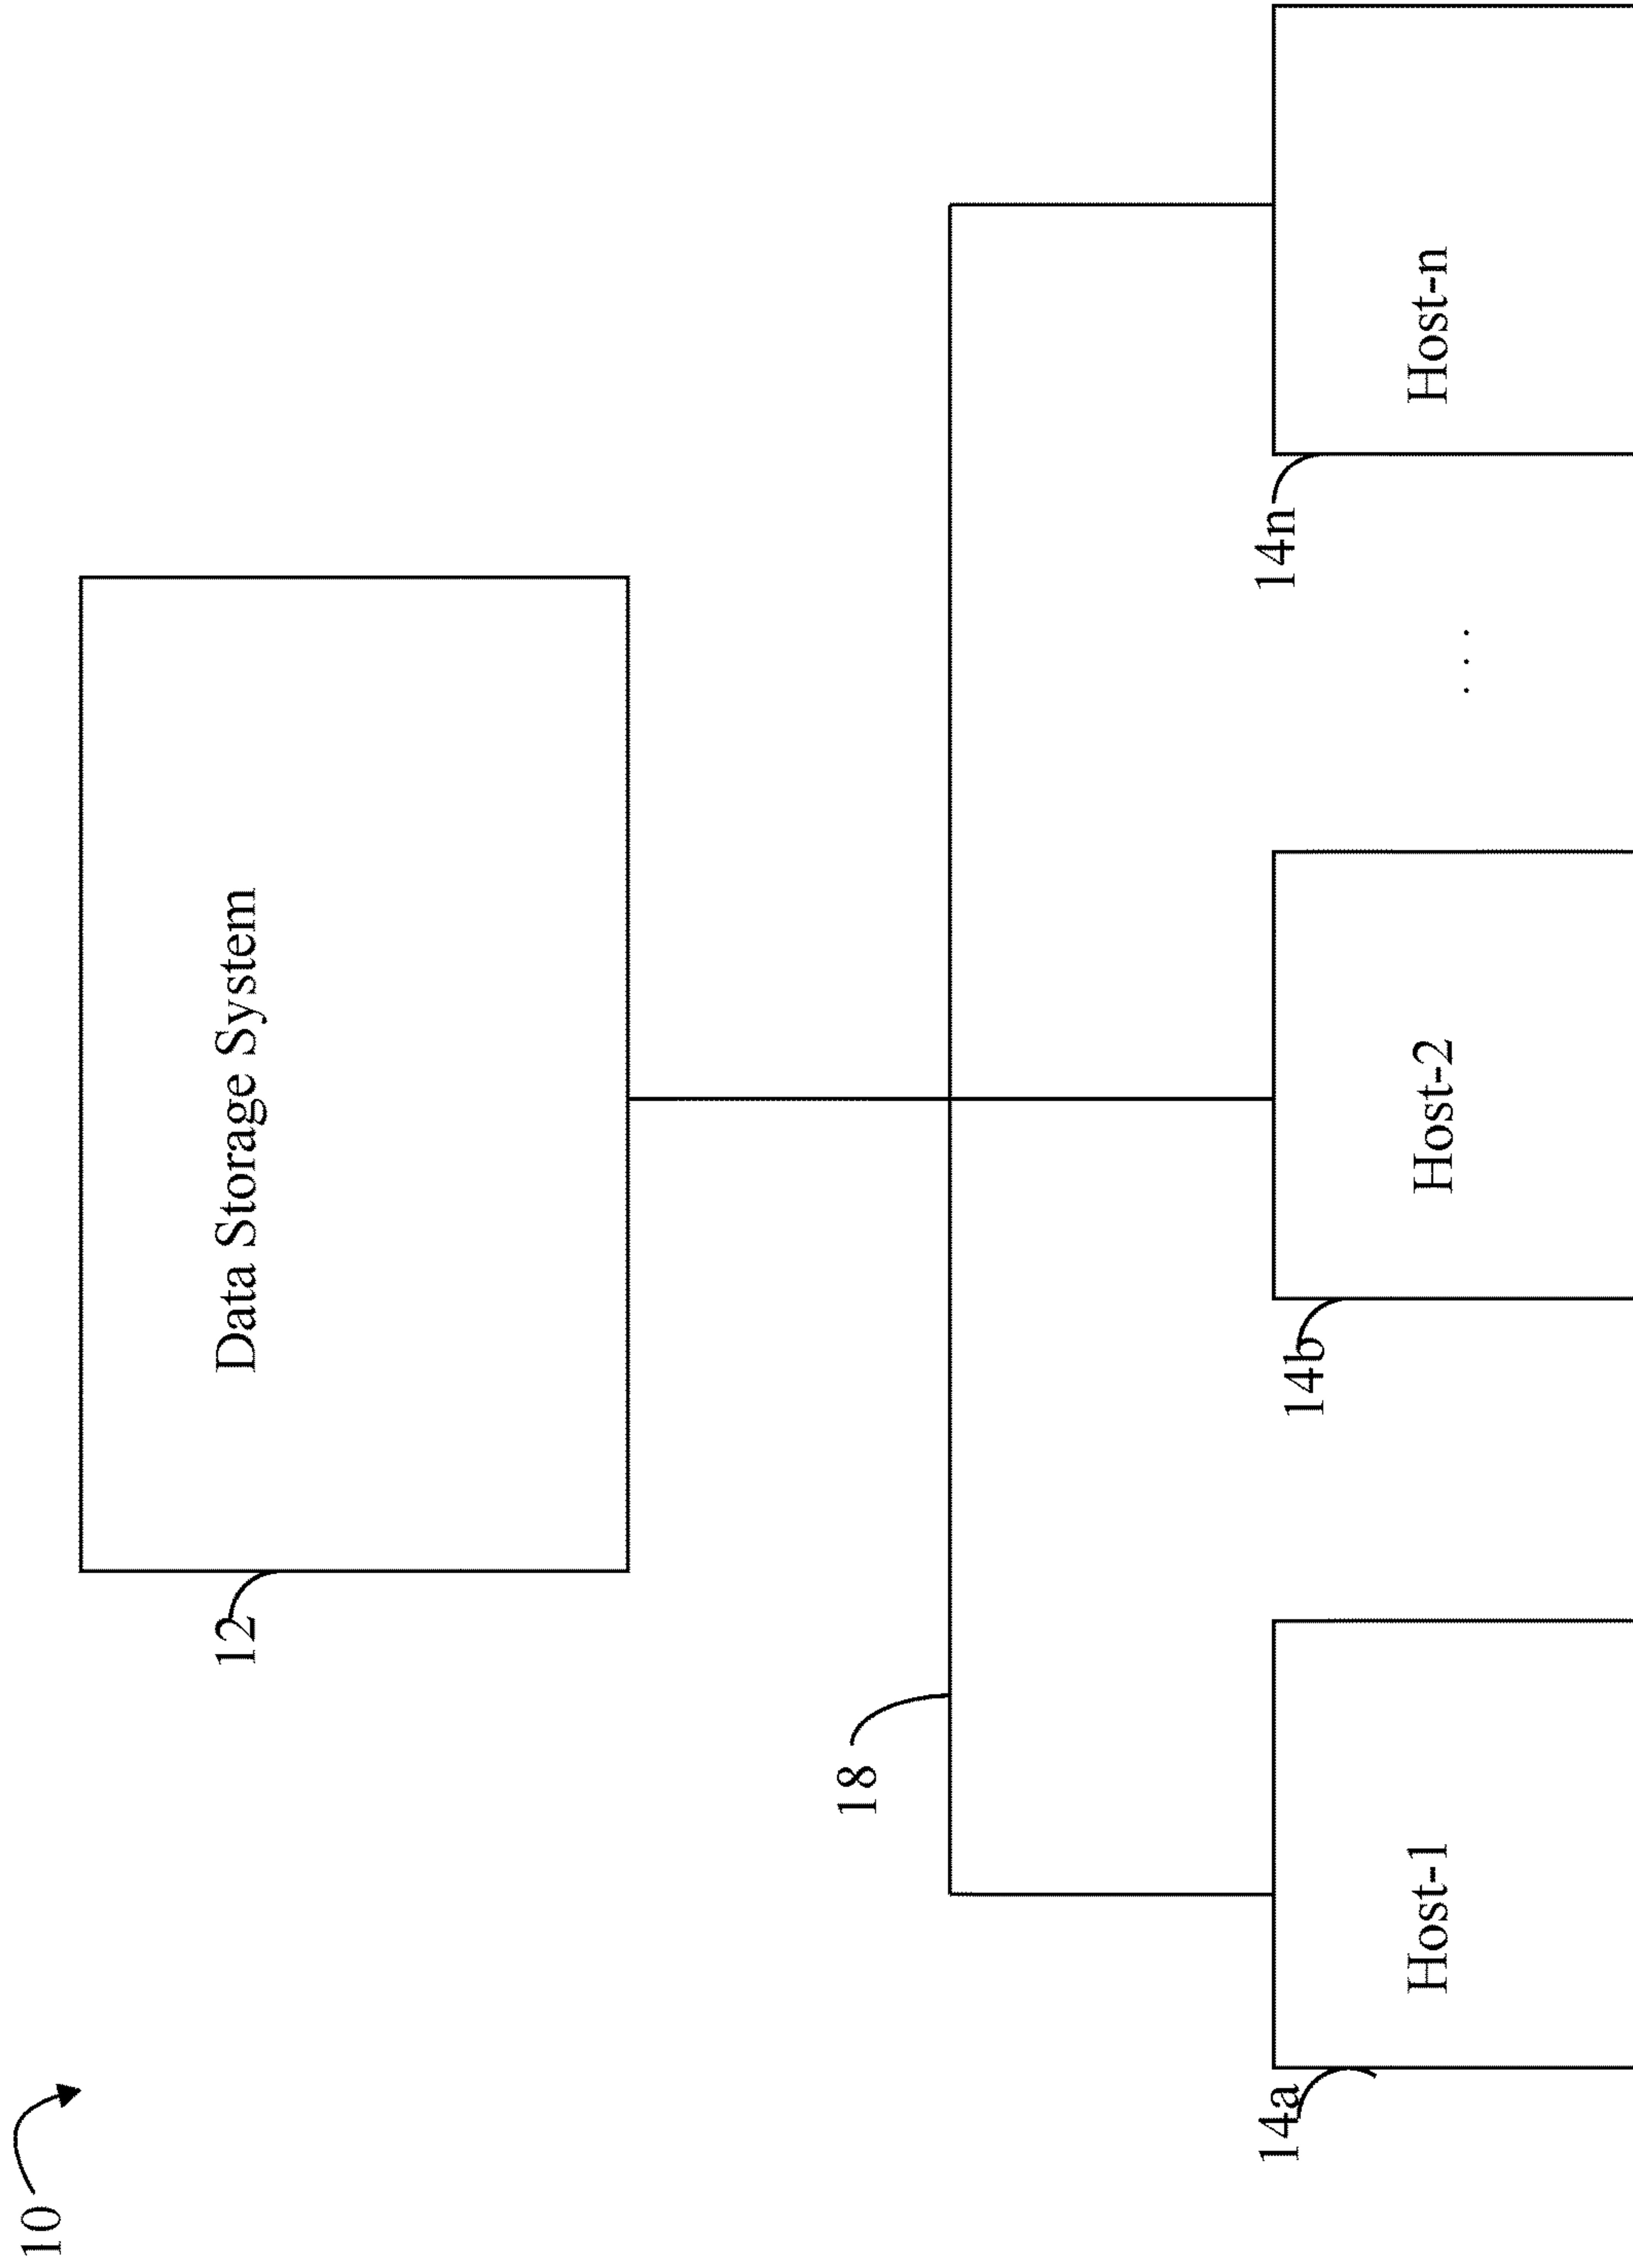 10
Data Storage System
12
18
Host-1
Host-2
Host-n
14a
14b
14n
. . .